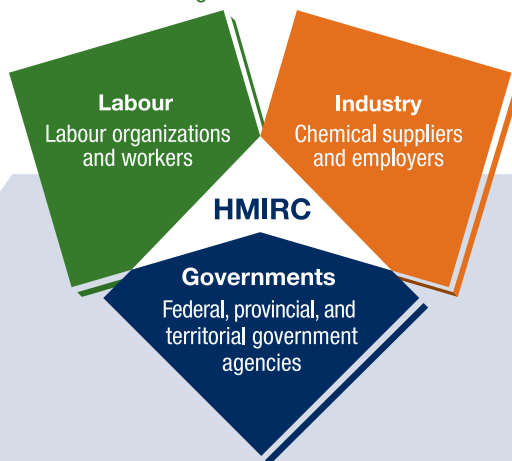 Labour
Labour organizations
and workers
Industry
Chemical suppliers
and employers
HMIRC
Governments
Federal, provincial, and
territorial government
agencies